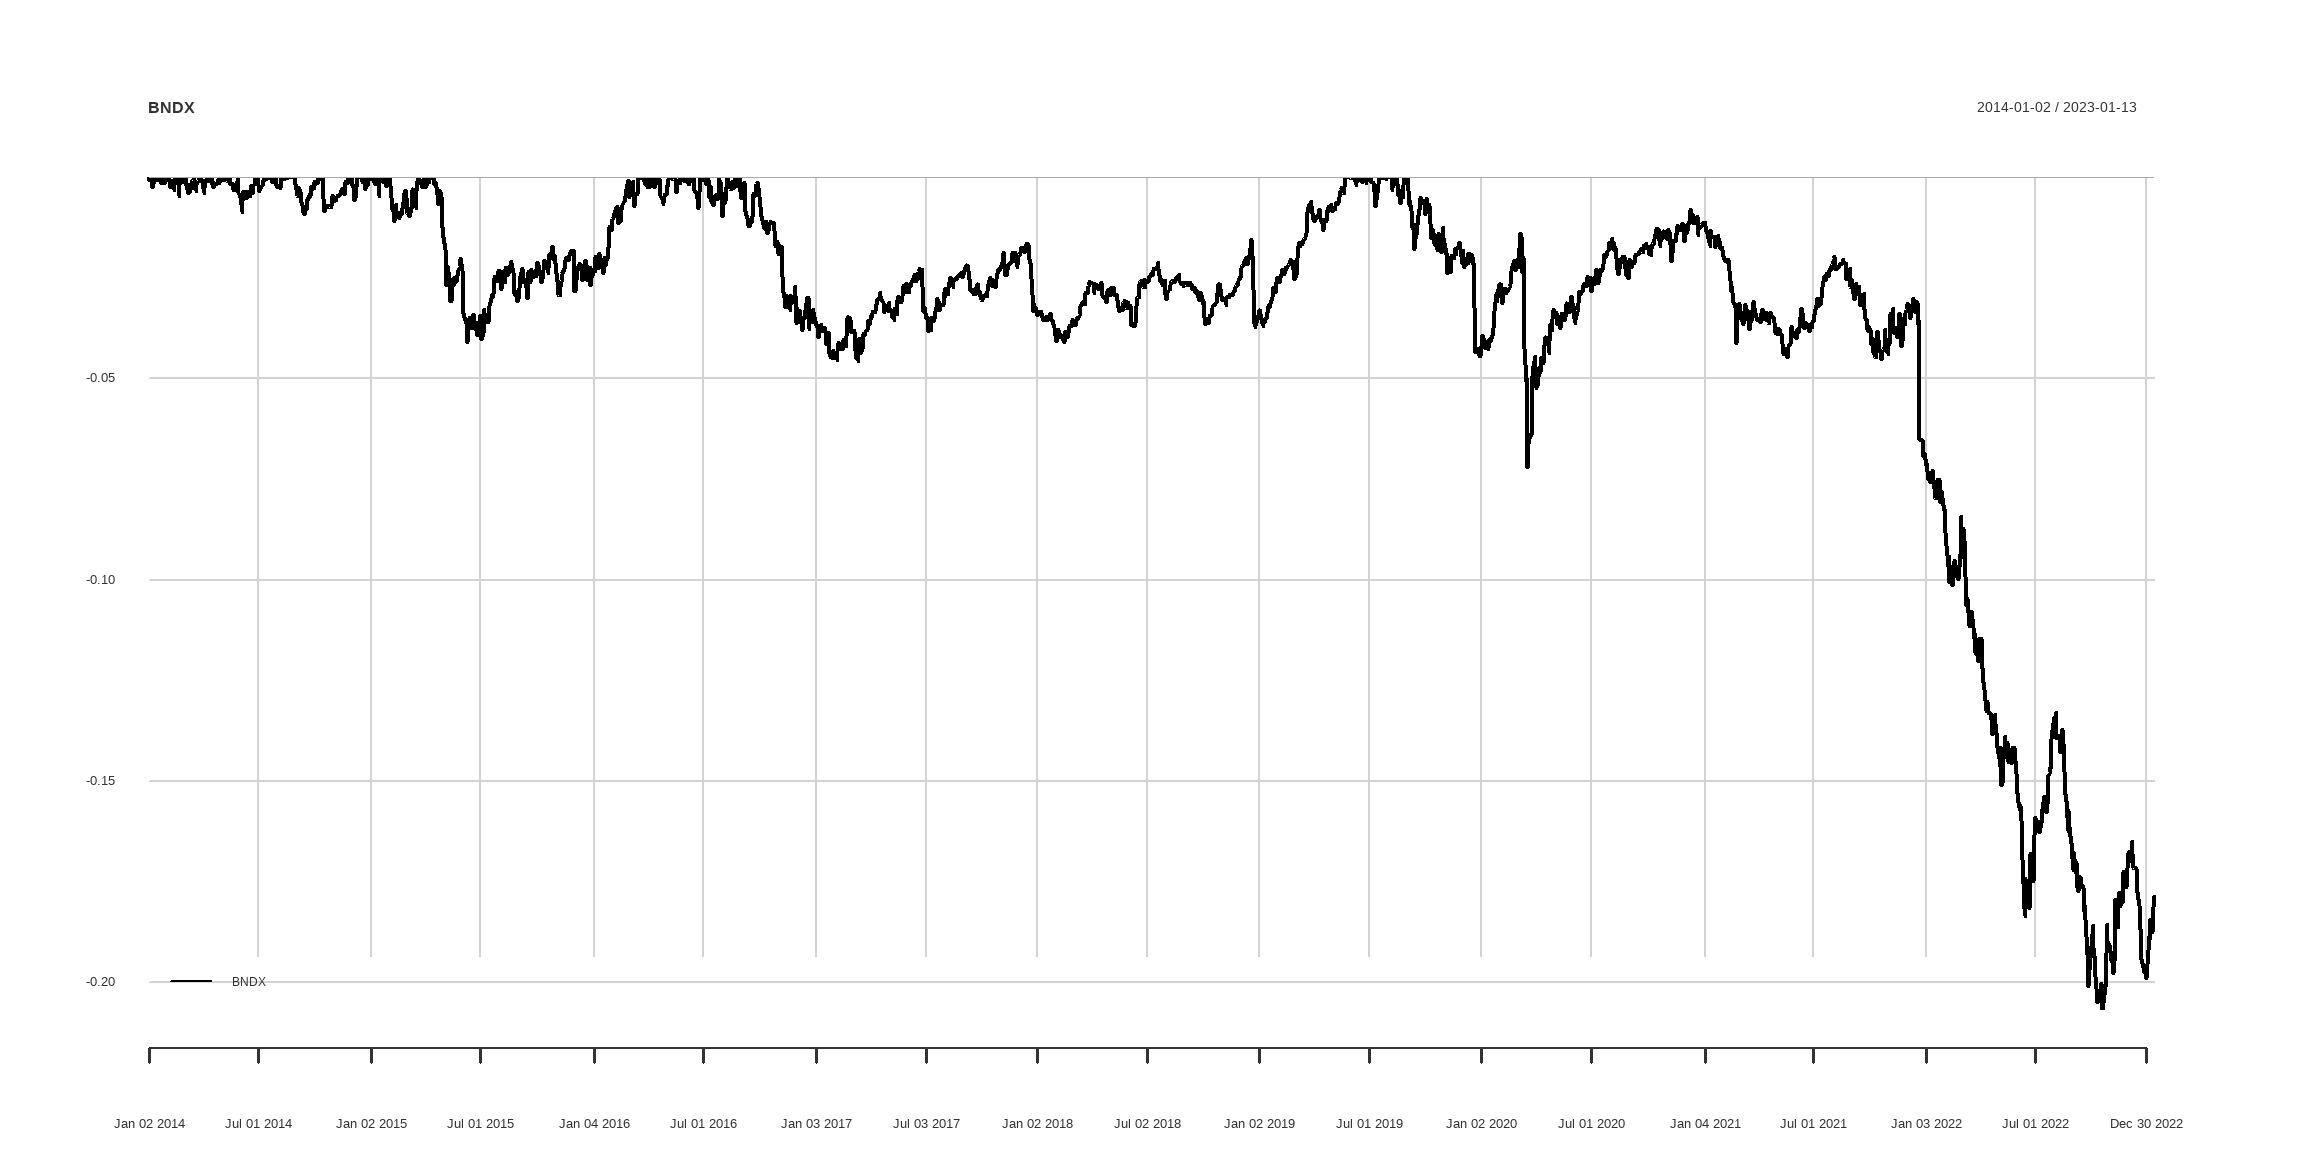 BNDX
2014-01-02 / 2023-01-13
-0.05
-0.10
-0.15
-0.20
BNDX
Jan 02 2014
Jul 01 2014
Jan 02 2015
Jul 01 2015
Jan 04 2016
Jul 01 2016
Jan 03 2017
Jul 03 2017
Jan 02 2018
Jul 02 2018
Jan 02 2019
Jul 01 2019
Jan 02 2020
Jul 01 2020
Jan 04 2021
Jul 01 2021
Jan 03 2022
Jul 01 2022
Dec 30 2022